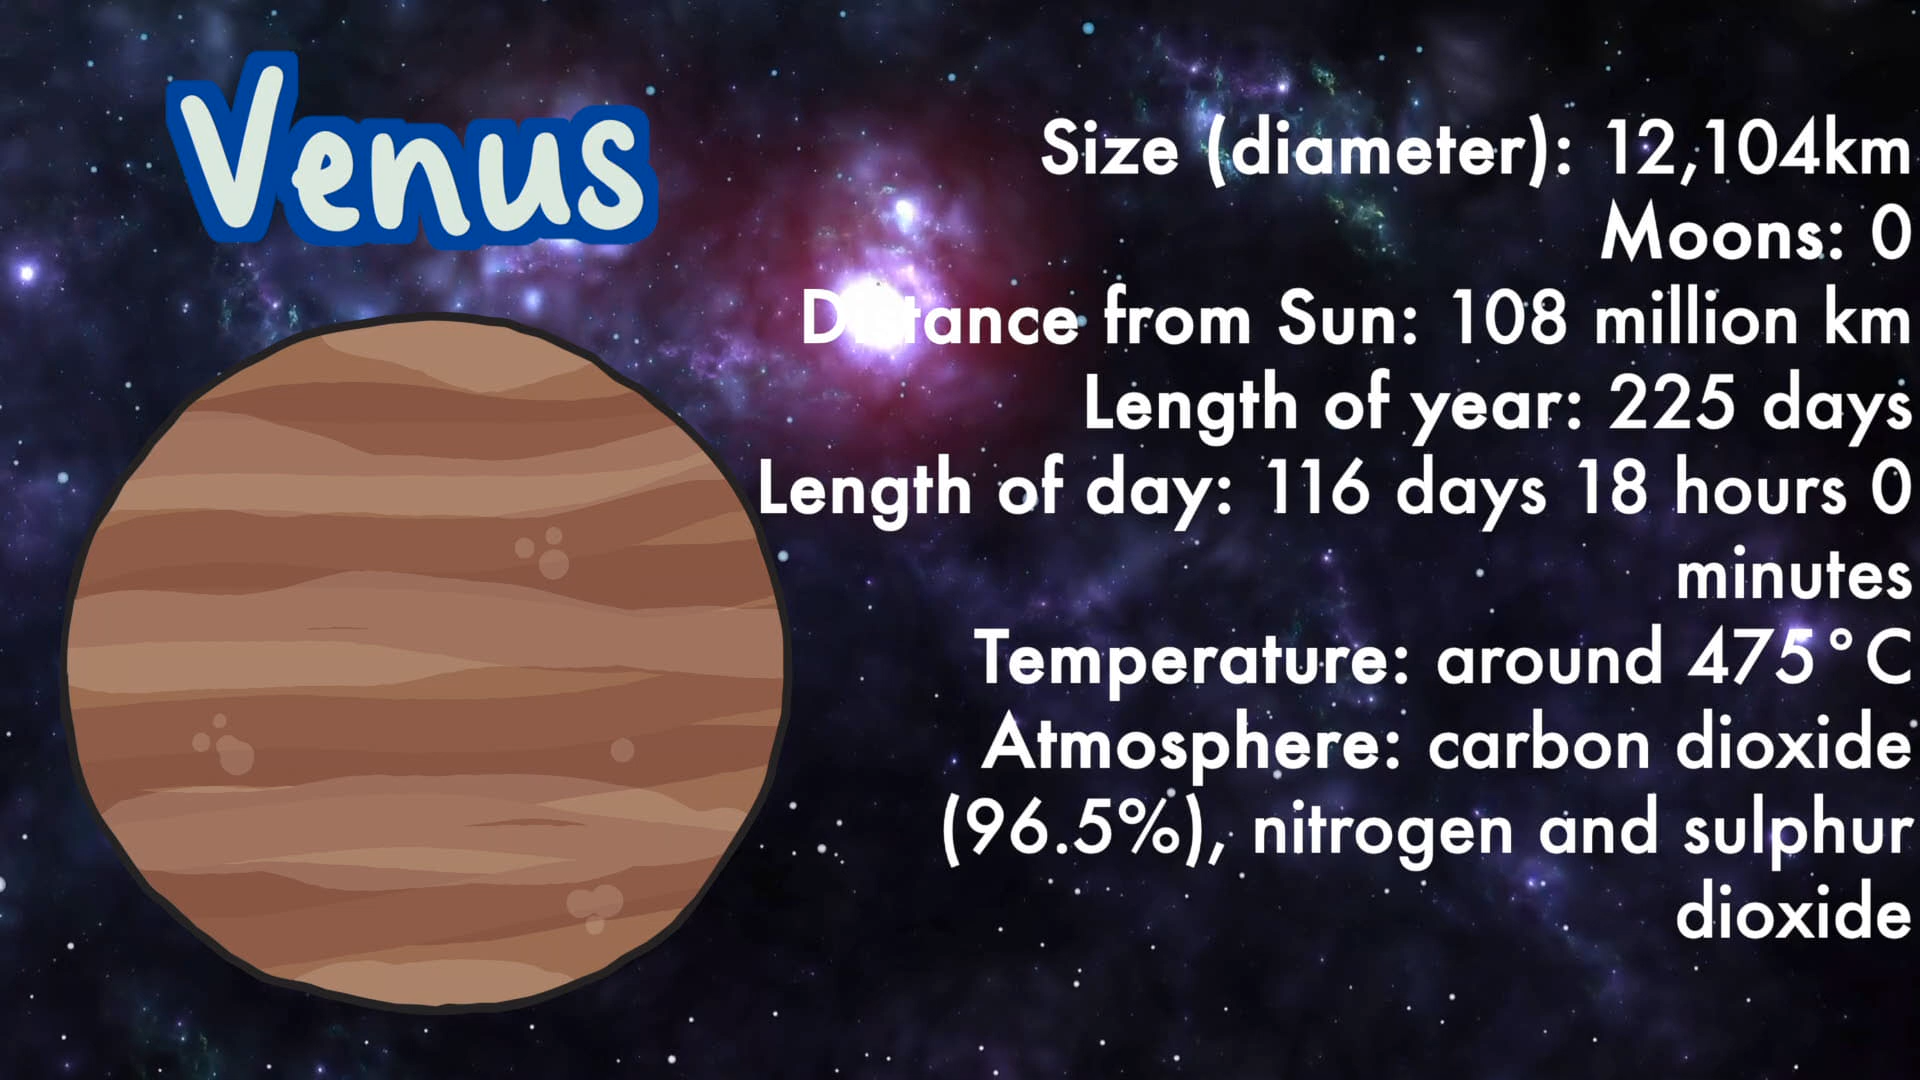 Venus
Size (diameter): 12,104km
Moons: 0
Distance from Sun: 108 million km
Length of year: 225 days
Length of day: 116 days 18 hours 0
minutes
Temperature: around 475°C
Atmosphere: carbon dioxide
(96.5%), nitrogen and sulphur
dioxide